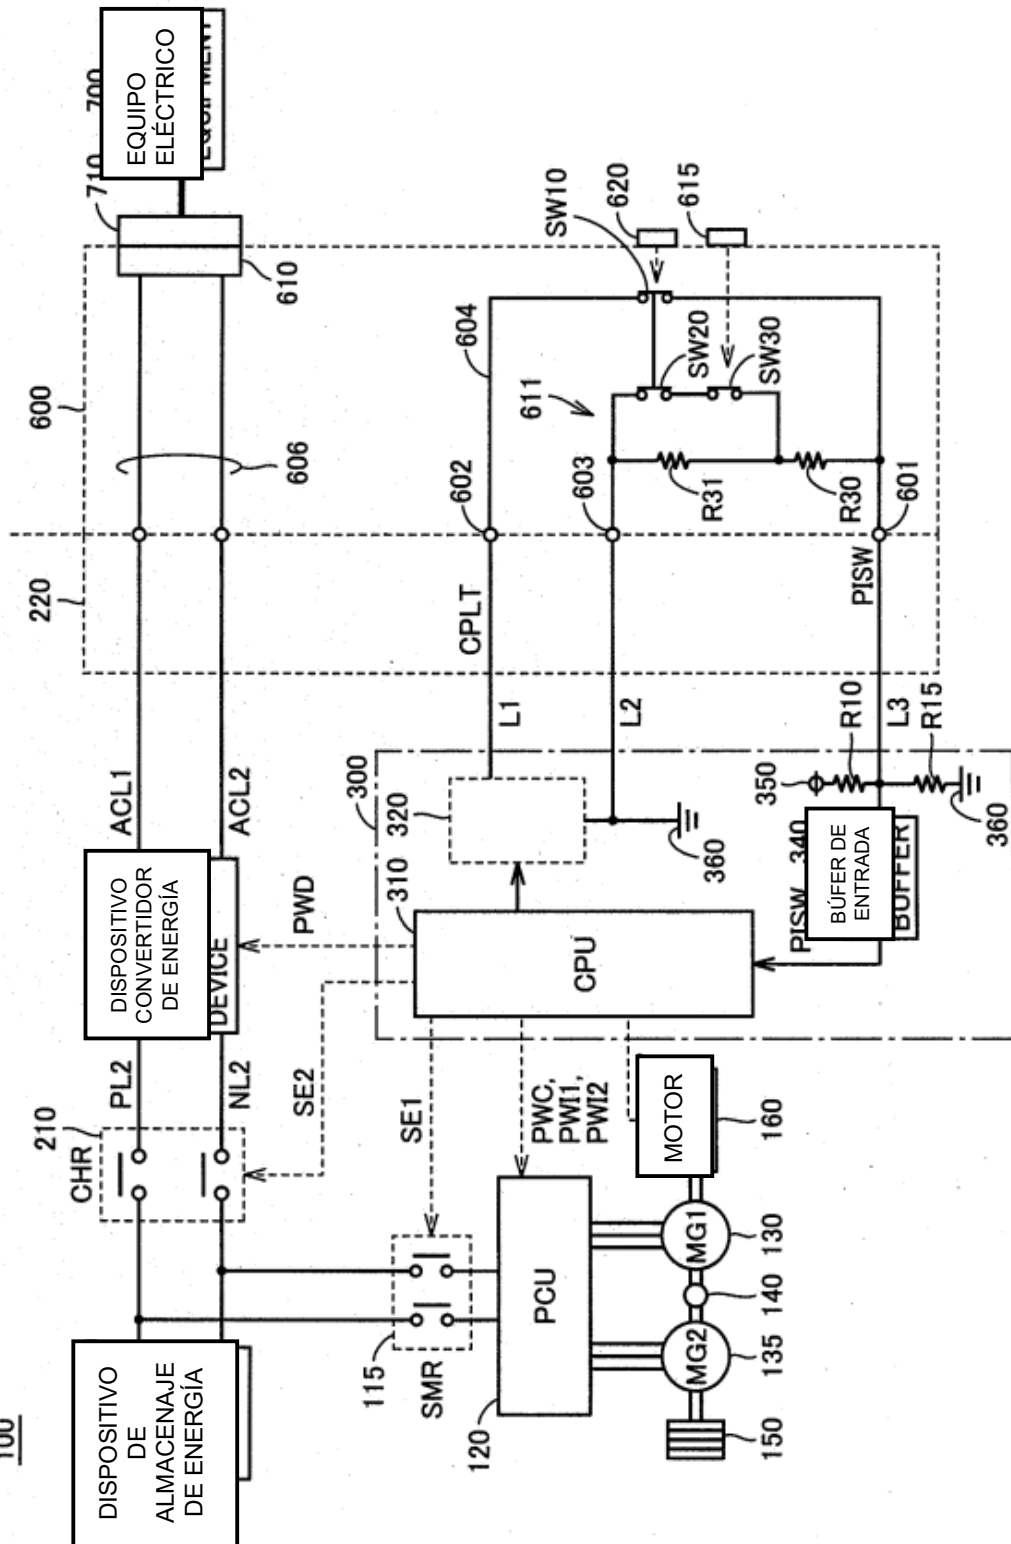 100
DISPOSITIVO
DE
ALMACENAJE
DE ENERGÍA
CHR
210
PL2
NL2
DISPOSITIVO
CONVERTIDOR
DE ENERGÍA
DEVICE
ACL1
ACL2
220
600
606
610
710
700
EQUIPO
ELÉCTRICO
EQUIPMENT
SE2
PWD
SE1
115
SMR
120
PCU
PWC,
PWI1,
PWI2
150
MG2
135
140
MG1
130
MOTOR
160
300
310
CPU
320
360
L1
CPLT
602
604
L2
603
611
R31
R30
SW20
SW30
SW10
620
615
PISW
601
L3
350
R10
R15
360
PISW
340
BÚFER DE
ENTRADA
BUFFER